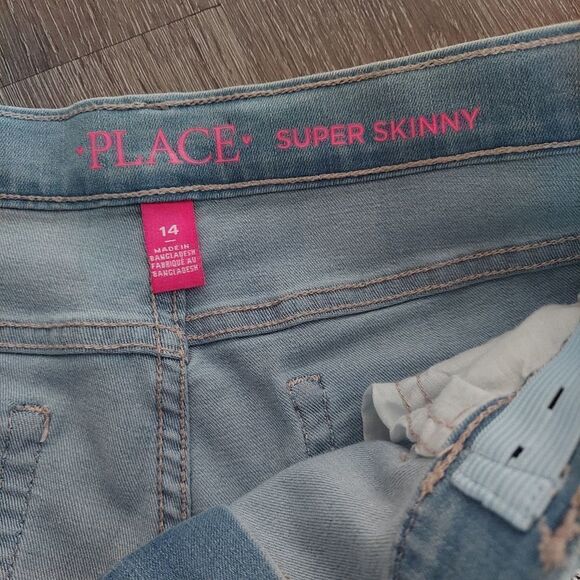 PLACE SUPER SKINNY
14
MADE IN
BANGLADESH
FABRIQUÉ AU
BANGLADESH